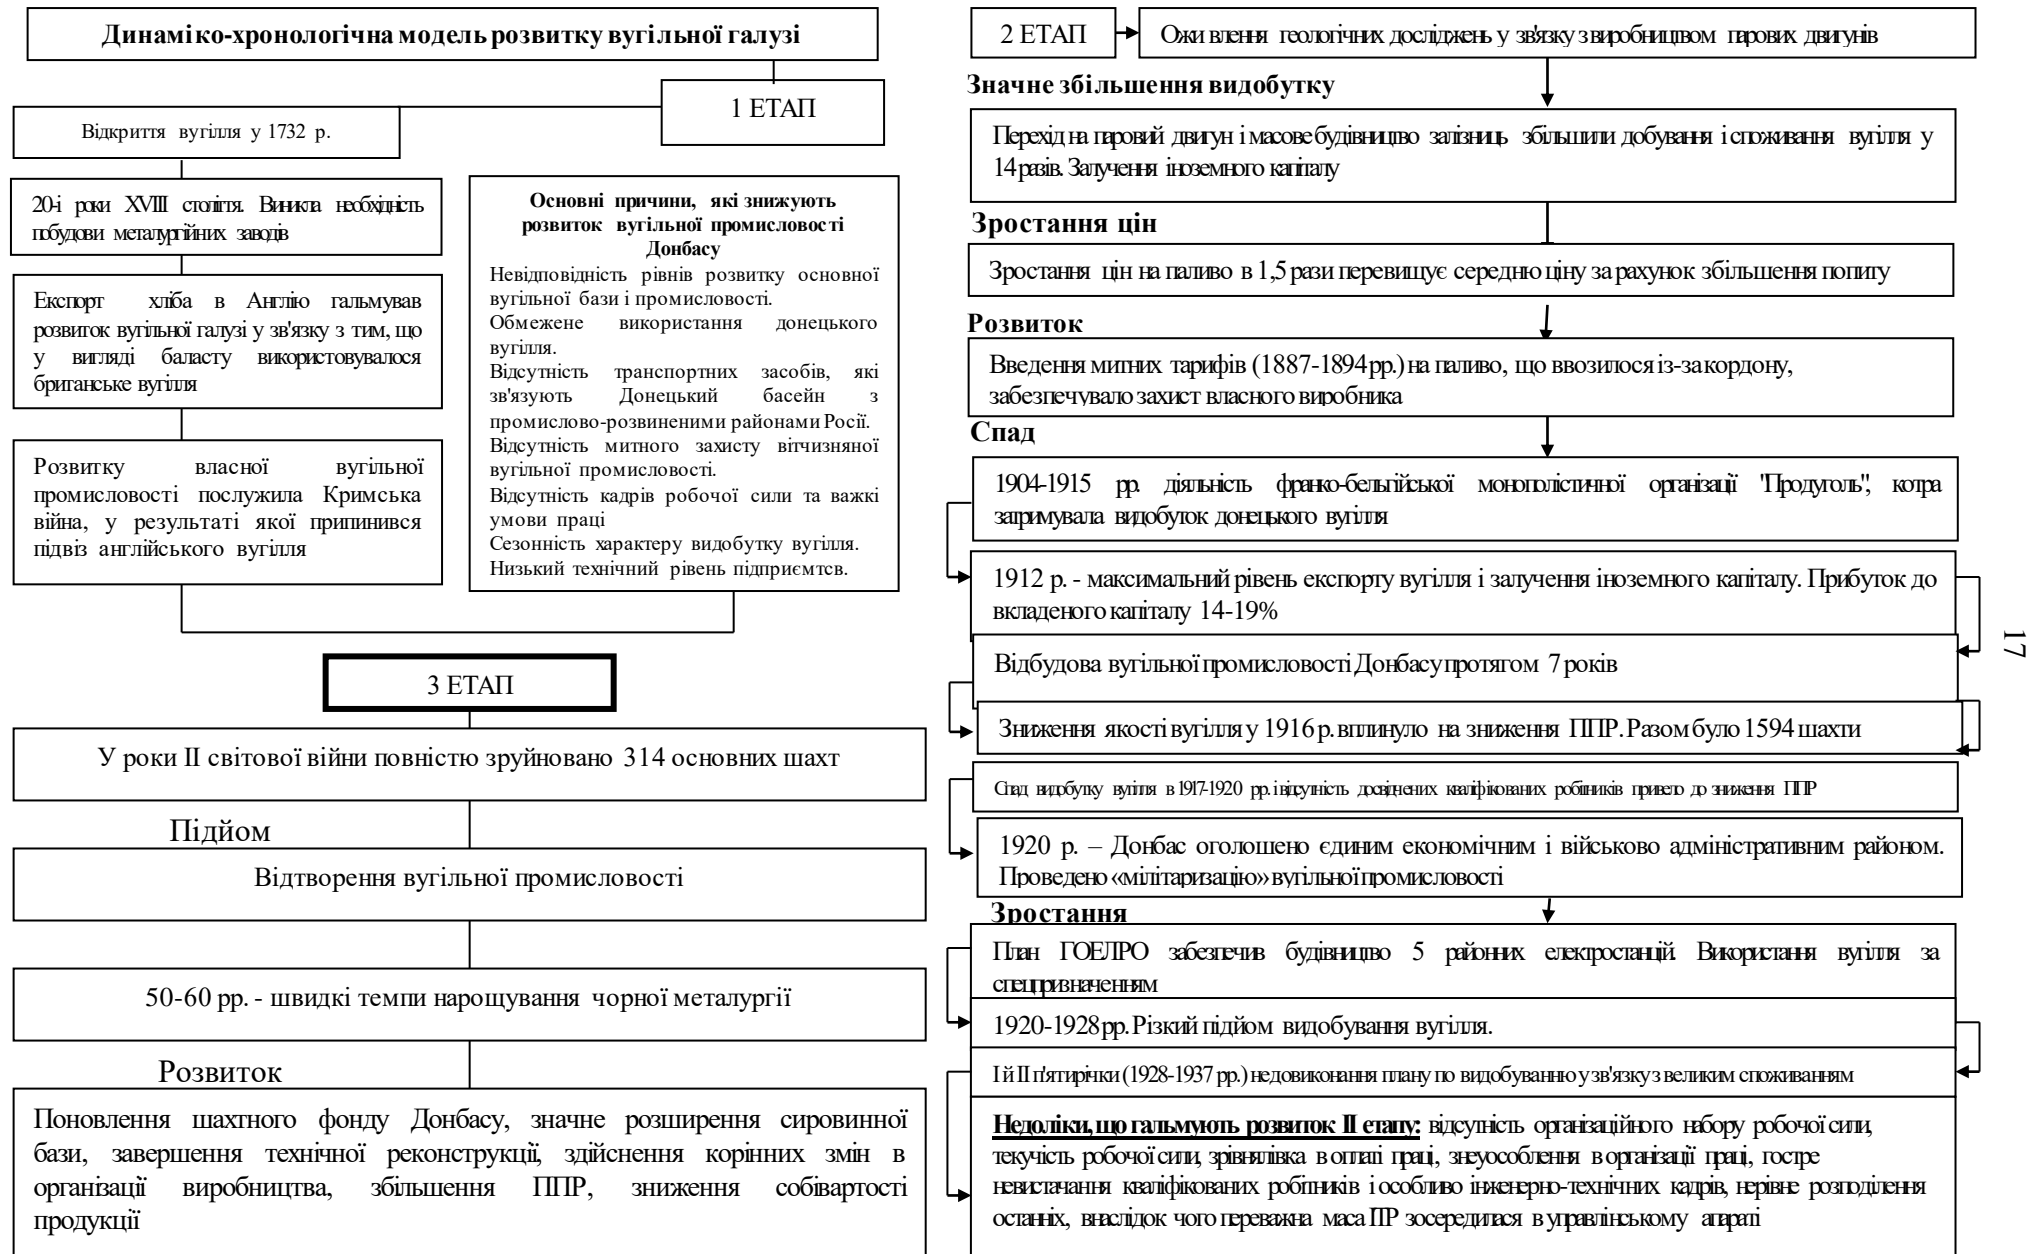 Динаміко-хронологічна модель розвитку вугільної галузі
1 ЕТАП
Відкриття вугілля у 1732 р.
20-і роки XVIII століття. Виникла необхідність
побудови металургійних заводів
Експорт хліба в Англію гальмував
розвиток вугільної галузі у зв'язку з тим, що
у вигляді баласту використовувалося
британське вугілля
Розвитку власної вугільної
промисловості послужила Кримська
війна, у результаті якої припинився
підвіз англійського вугілля
Основні причини, які знижують
розвиток вугільної промисловості
Донбасу
Невідповідність рівнів розвитку основної
вугільної бази і промисловості.
Обмежене використання донецького
вугілля.
Відсутність транспортних засобів, які
зв'язують Донецький басейн з
промислово-розвиненими районами Росії.
Відсутність митного захисту вітчизняної
вугільної промисловості.
Відсутність кадрів робочої сили та важкі
умови праці
Сезонність характеру видобутку вугілля.
Низький технічний рівень підприємтсв.
3 ЕТАП
У роки ІІ світової війни повністю зруйновано 314 основних шахт
Підйом
Відтворення вугільної промисловості
50-60 рр. - швидкі темпи нарощування чорної металургії
Розвиток
Поновлення шахтного фонду Донбасу, значне розширення сировинної
бази, завершення технічної реконструкції, здійснення корінних змін в
організації виробництва, збільшення ППР, зниження собівартості
продукції
2 ЕТАП
Ожи влення геологічних досліджень у зв'язку з виробництвом парових двигунів
Значне збільшення видобутку
Перехід на паровий двигун і масове будівництво залізниць збільшили добування і споживання вугілля у
14 разів. Залучення іноземного капіталу
Зростання цін
Зростання цін на паливо в 1,5 рази перевищує середню ціну за рахунок збільшення попиту
Розвиток
Введення митних тарифів (1887-1894 рр.) на паливо, що ввозилося із-за кордону,
забезпечувало захист власного виробника
Спад
1904-1915 рр. діяльність франко-бельгійської монополістичної організації "Продуголь", котра
затримувала видобуток донецького вугілля
1912 р. - максимальний рівень експорту вугілля і залучення іноземного капіталу. Прибуток до
вкладеного капіталу 14-19%
Відбудова вугільної промисловості Донбасу протягом 7 років
Зниження якості вугілля у 1916 р. вплинуло на зниження ППР. Разом було 1594 шахти
Спад видобутку вугілля в 1917-1920 рр. і відсутність досвідчених кваліфікованих робітників привело до зниження ППР
1920 р. – Донбас оголошено єдиним економічним і військово адміністративним районом.
Проведено «мілітаризацію» вугільної промисловості
Зростання
План ГОЕЛРО забезпечив будівництво 5 районних електростанцій. Використання вугілля за
спецпризначенням
1920-1928 рр. Різкий підйом видобування вугілля.
І й ІІ п'ятирічки (1928-1937 рр.) недовиконання плану по видобуванню у зв'язку з великим споживанням
Недоліки, що гальмують розвиток ІІ етапу: відсутність організаційного набору робочої сили,
текучість робочої сили, зрівнялівка в оплаті праці, знеуособлення в організації праці, гостре
невистачання кваліфікованих робітників і особливо інженерно-технічних кадрів, нерівне розподілення
останніх, внаслідок чого переважна маса ІТР зосередилася в управлінському апараті
17